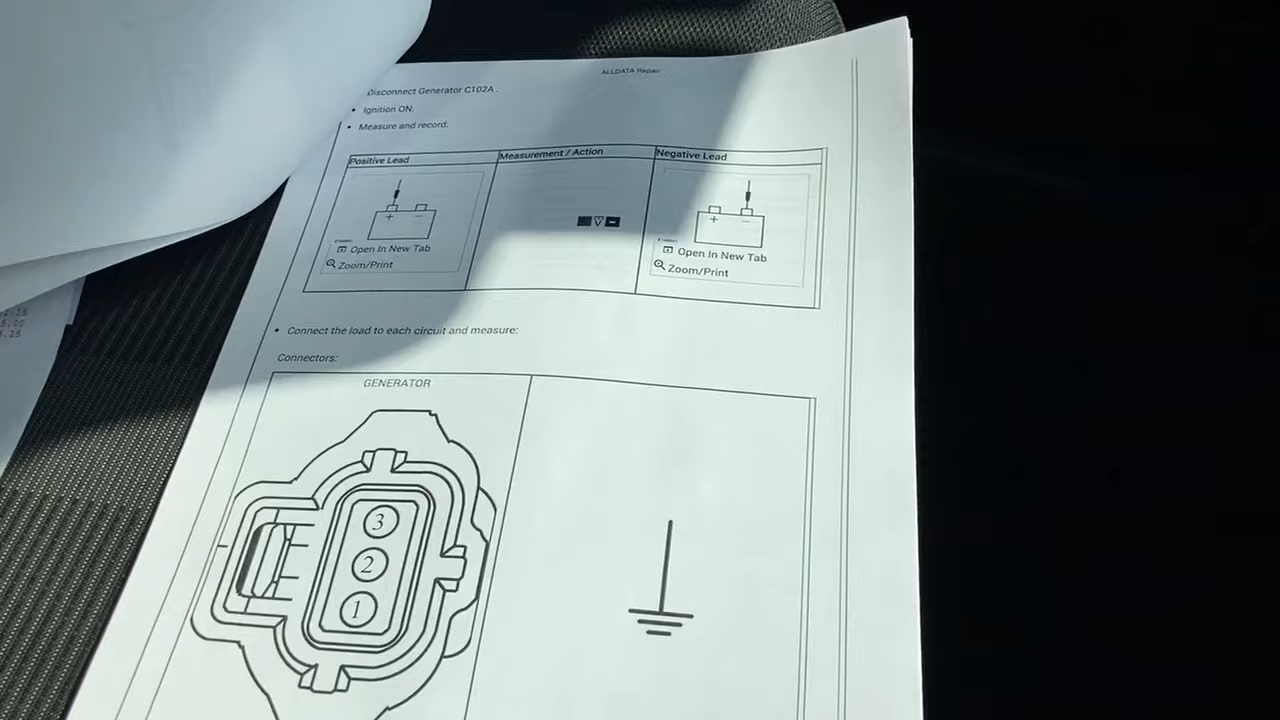 ALLDATA Repair
Disconnect Generator C102A .
• Ignition ON.
• Measure and record:
Positive Lead
Measurement / Action
Negative Lead
+ −
V
+ −
Open In New Tab
Open In New Tab
Zoom/Print
Zoom/Print
• Connect the load to each circuit and measure:
Connectors:
GENERATOR
3
2
1
5.00